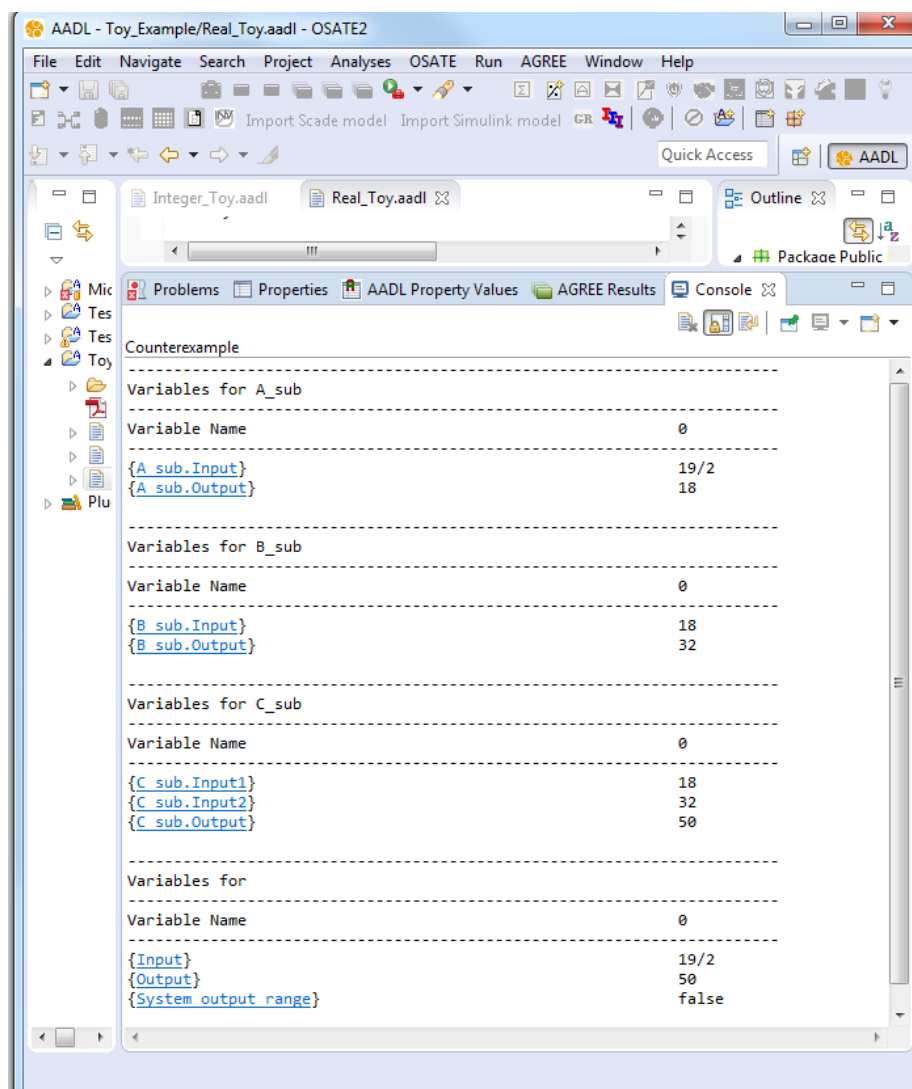 AADL - Toy_Example/Real_Toy.aadl - OSATE2
File Edit Navigate Search Project Analyses OSATE Run AGREE Window Help
Import Scade model Import Simulink model GR
Quick Access AADL
Integer_Toy.aadl Real_Toy.aadl Outline
Package Public
Mic Problems Properties AADL Property Values AGREE Results Console
Tes
Tes
Counterexample
Toy
------------------------------------------------------------
Variables for A_sub
------------------------------------------------------------
Variable Name 0
------------------------------------------------------------
{A_sub.Input} 19/2
{A_sub.Output} 18
Plu
------------------------------------------------------------
Variables for B_sub
------------------------------------------------------------
Variable Name 0
------------------------------------------------------------
{B_sub.Input} 18
{B_sub.Output} 32
------------------------------------------------------------
Variables for C_sub
------------------------------------------------------------
Variable Name 0
------------------------------------------------------------
{C_sub.Input1} 18
{C_sub.Input2} 32
{C_sub.Output} 50
------------------------------------------------------------
Variables for
------------------------------------------------------------
Variable Name 0
------------------------------------------------------------
{Input} 19/2
{Output} 50
{System output range} false